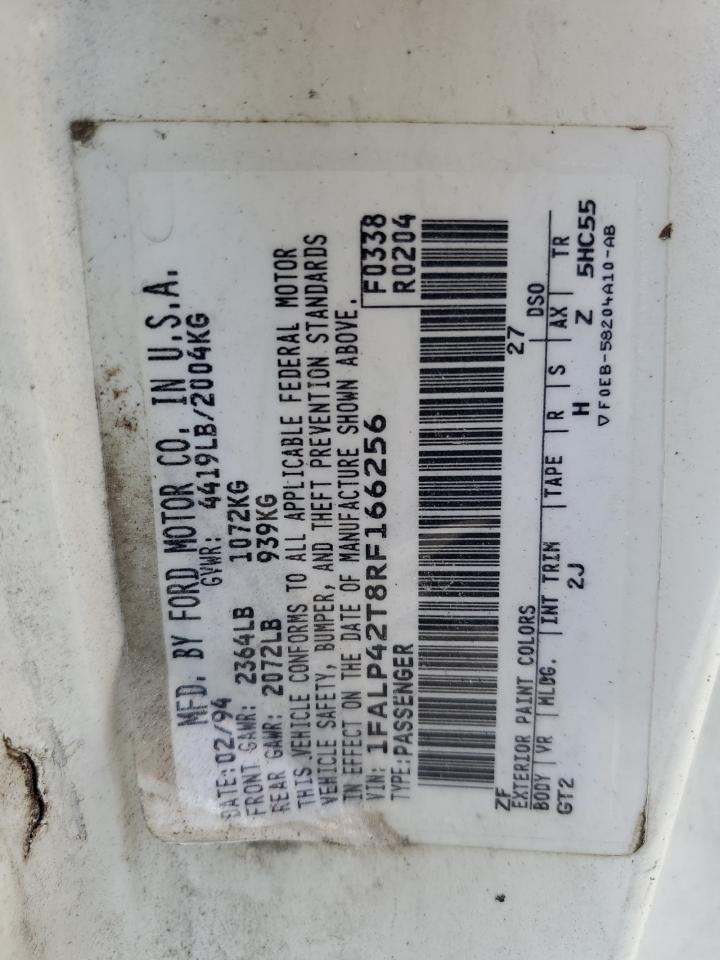 MFD. BY FORD MOTOR CO. IN U.S.A.
DATE: 02/94 GVWR: 4419LB/2004KG
FRONT GAWR: 2364LB 1072KG
REAR GAWR: 2072LB 939KG
THIS VEHICLE CONFORMS TO ALL APPLICABLE FEDERAL MOTOR
VEHICLE SAFETY, BUMPER, AND THEFT PREVENTION STANDARDS
IN EFFECT ON THE DATE OF MANUFACTURE SHOWN ABOVE.
VIN: 1FALP42T8RF166256 F0338
TYPE: PASSENGER R0204
ZF 27
EXTERIOR PAINT COLORS DSO
BODY | VR | MLDG. | INT TRIM | TAPE | R | S | AX | TR
GT2 2J H Z 5HC55
▽ F0EB-58204A10-AB